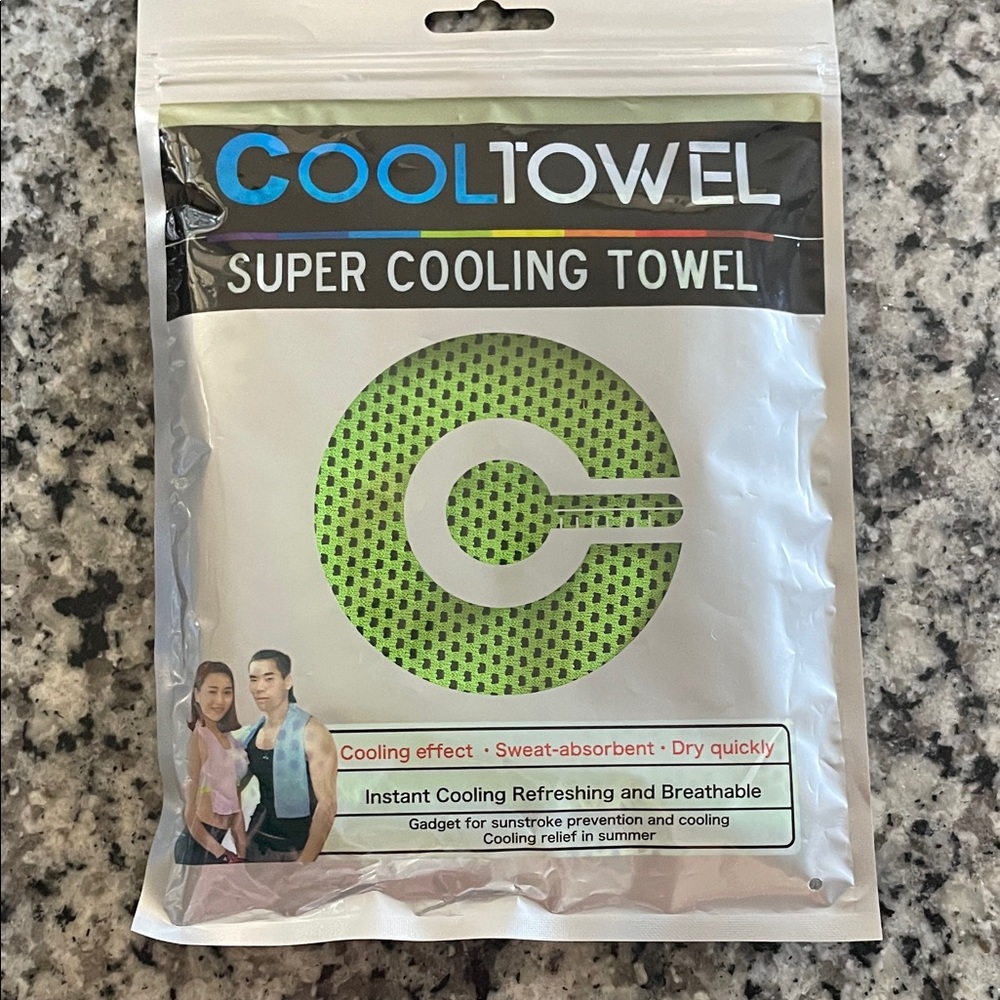 COOLTOWEL
SUPER COOLING TOWEL
Cooling effect · Sweat-absorbent · Dry quickly
Instant Cooling Refreshing and Breathable
Gadget for sunstroke prevention and cooling
Cooling relief in summer